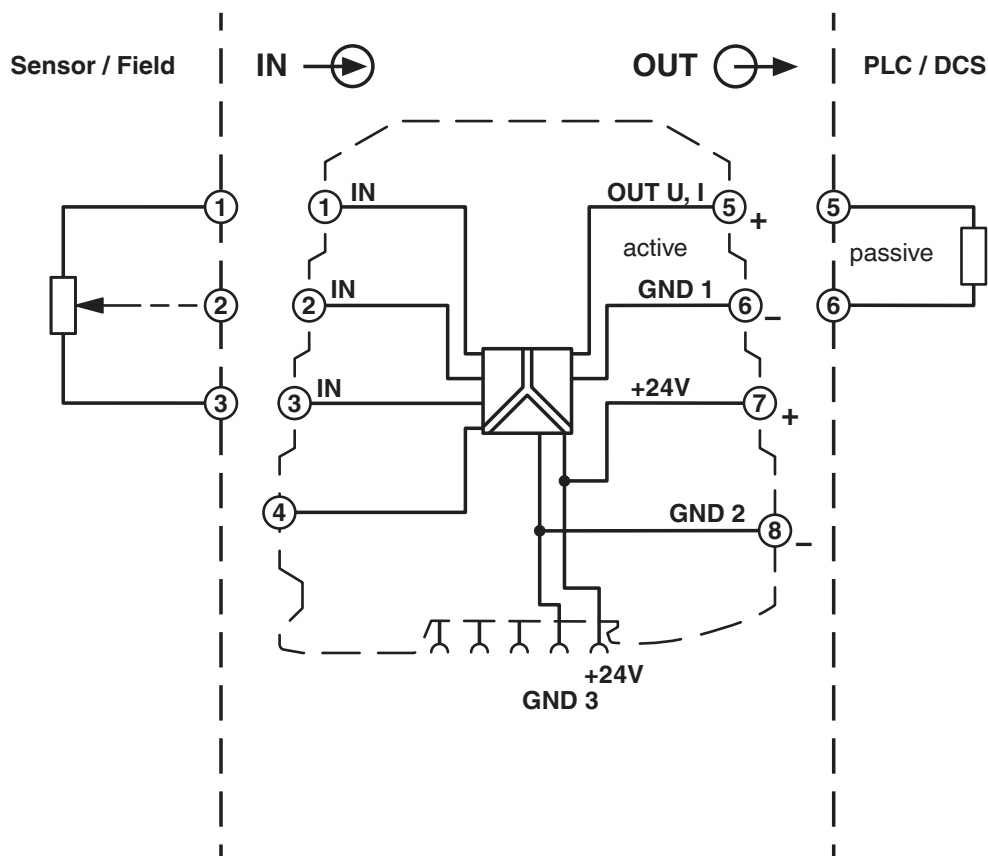 Sensor / Field
IN
OUT
PLC / DCS
1
1
IN
OUT U, I
5
+
5
active
passive
2
2
IN
GND 1
6
–
6
3
3
IN
+24V
7
+
4
GND 2
8
–
+24V
GND 3